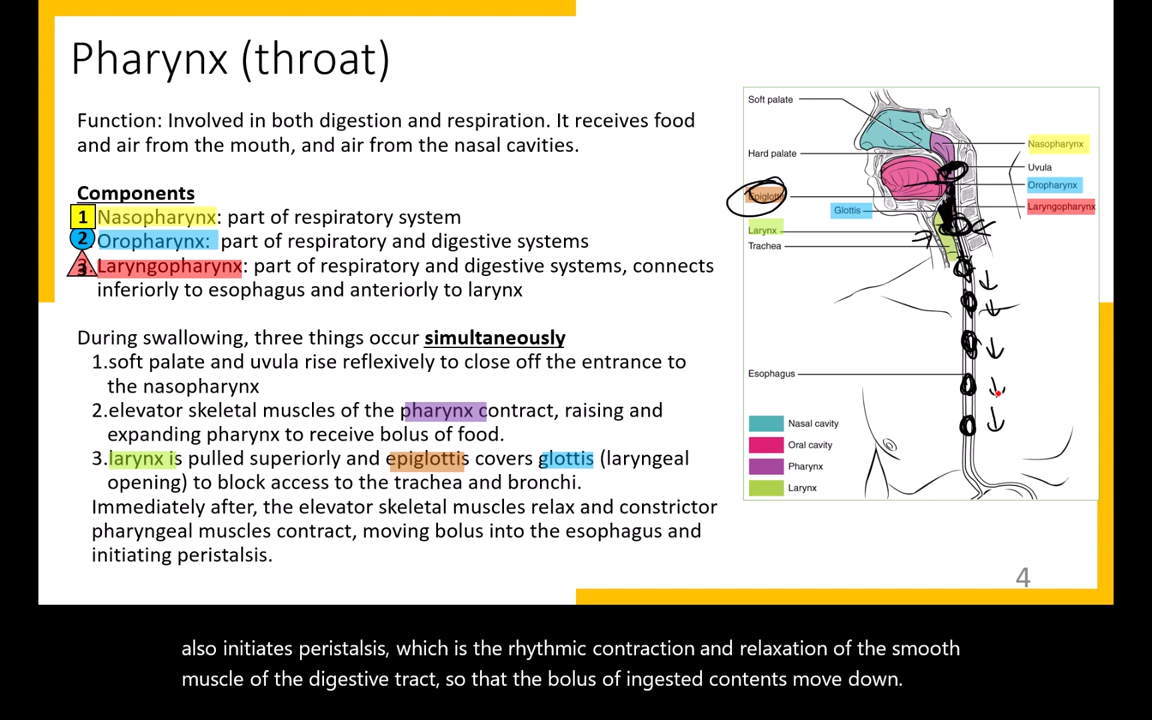 Pharynx (throat)
Function: Involved in both digestion and respiration. It receives food
and air from the mouth, and air from the nasal cavities.
Components
1 Nasopharynx: part of respiratory system
2 Oropharynx: part of respiratory and digestive systems
3. Laryngopharynx: part of respiratory and digestive systems, connects
inferiorly to esophagus and anteriorly to larynx
During swallowing, three things occur simultaneously
1.soft palate and uvula rise reflexively to close off the entrance to
the nasopharynx
2.elevator skeletal muscles of the pharynx contract, raising and
expanding pharynx to receive bolus of food.
3.larynx is pulled superiorly and epiglottis covers glottis (laryngeal
opening) to block access to the trachea and bronchi.
Immediately after, the elevator skeletal muscles relax and constrictor
pharyngeal muscles contract, moving bolus into the esophagus and
initiating peristalsis.
Soft palate
Hard palate
Epiglottis
Glottis
Larynx
Trachea
Esophagus
Nasopharynx
Uvula
Oropharynx
Laryngopharynx
Nasal cavity
Oral cavity
Pharynx
Larynx
4
also initiates peristalsis, which is the rhythmic contraction and relaxation of the smooth
muscle of the digestive tract, so that the bolus of ingested contents move down.